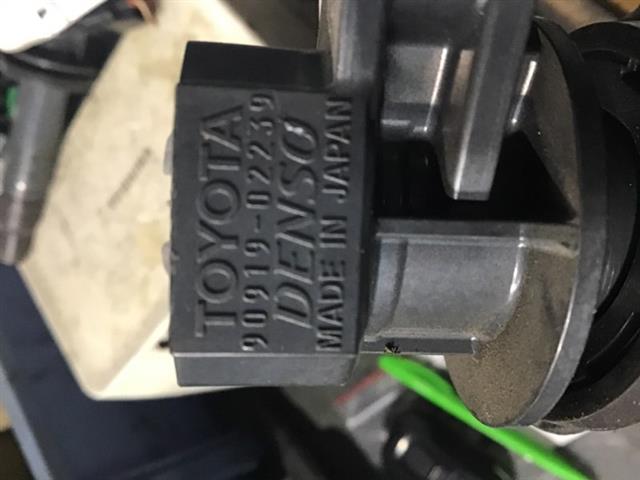 TOYOTA
90919-02239
DENSO
MADE IN JAPAN